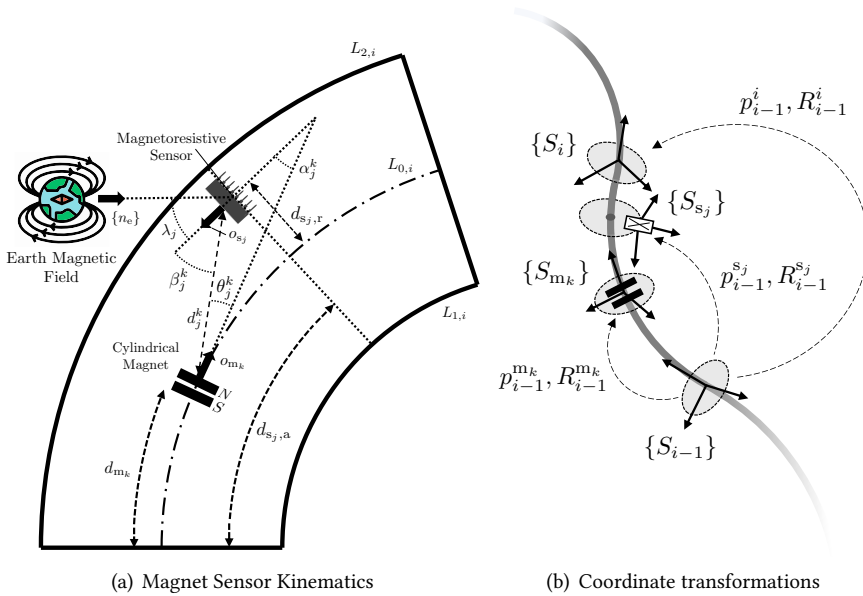 L_{2,i}
Magnetoresistive
Sensor
α_j^k
L_{0,i}
{n_e}
d_{s_j,r}
λ_j
o_{s_j}
Earth Magnetic
Field
β_j^k
θ_j^k
d_j^k
L_{1,i}
Cylindrical
Magnet
o_{m_k}
N
S
d_{s_j,a}
d_{m_k}
(a) Magnet Sensor Kinematics
p_{i−1}^i, R_{i−1}^i
{S_i}
{S_{s_j}}
{S_{m_k}}
p_{i−1}^{s_j}, R_{i−1}^{s_j}
p_{i−1}^{m_k}, R_{i−1}^{m_k}
{S_{i−1}}
(b) Coordinate transformations